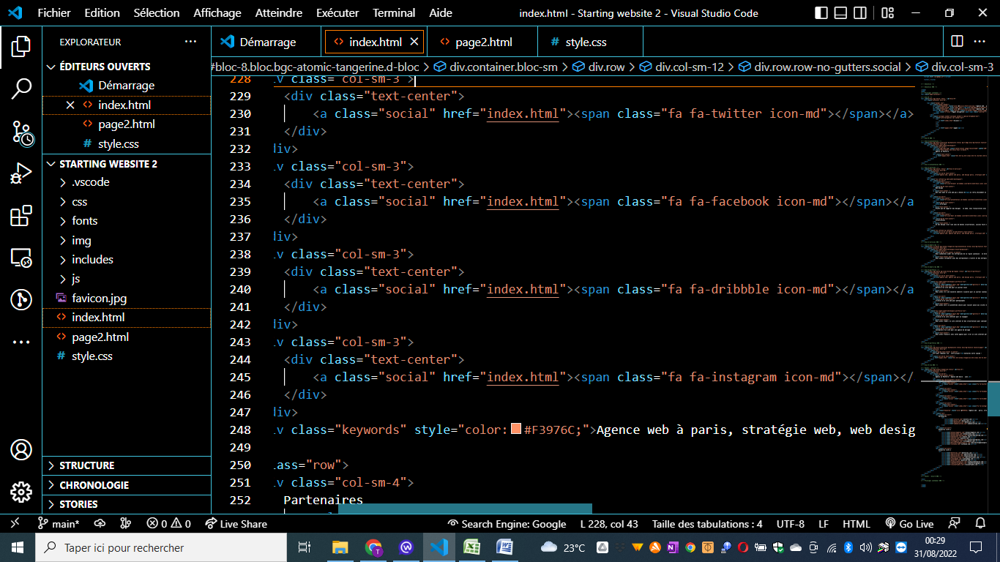 Fichier Edition Sélection Affichage Atteindre Exécuter Terminal Aide index.html - Starting website 2 - Visual Studio Code
EXPLORATEUR
Démarrage index.html page2.html # style.css
#bloc-8.bloc.bgc-atomic-tangerine.d-bloc > div.container.bloc-sm > div.row > div.col-sm-12 > div.row.row-no-gutters.social > div.col-sm-3
ÉDITEURS OUVERTS
Démarrage
index.html
page2.html
# style.css
STARTING WEBSITE 2
.vscode
css
fonts
img
includes
js
favicon.jpg
index.html
page2.html
# style.css
STRUCTURE
CHRONOLOGIE
STORIES
228 .v class="col-sm-3">
229 <div class="text-center">
230 <a class="social" href="index.html"><span class="fa fa-twitter icon-md"></span></a>
231 </div>
232 div>
233 .v class="col-sm-3">
234 <div class="text-center">
235 <a class="social" href="index.html"><span class="fa fa-facebook icon-md"></span></a
236 </div>
237 div>
238 .v class="col-sm-3">
239 <div class="text-center">
240 <a class="social" href="index.html"><span class="fa fa-dribbble icon-md"></span></a
241 </div>
242 div>
243 .v class="col-sm-3">
244 <div class="text-center">
245 <a class="social" href="index.html"><span class="fa fa-instagram icon-md"></span></
246 </div>
247 div>
248 .v class="keywords" style="color:#F3976C;">Agence web à paris, stratégie web, web desig
249
250 .ass="row">
251 .v class="col-sm-4">
252 Partenaires
main* 0 0 Live Share Search Engine: Google L 228, col 43 Taille des tabulations : 4 UTF-8 LF HTML Go Live
Taper ici pour rechercher 23°C 00:29
31/08/2022